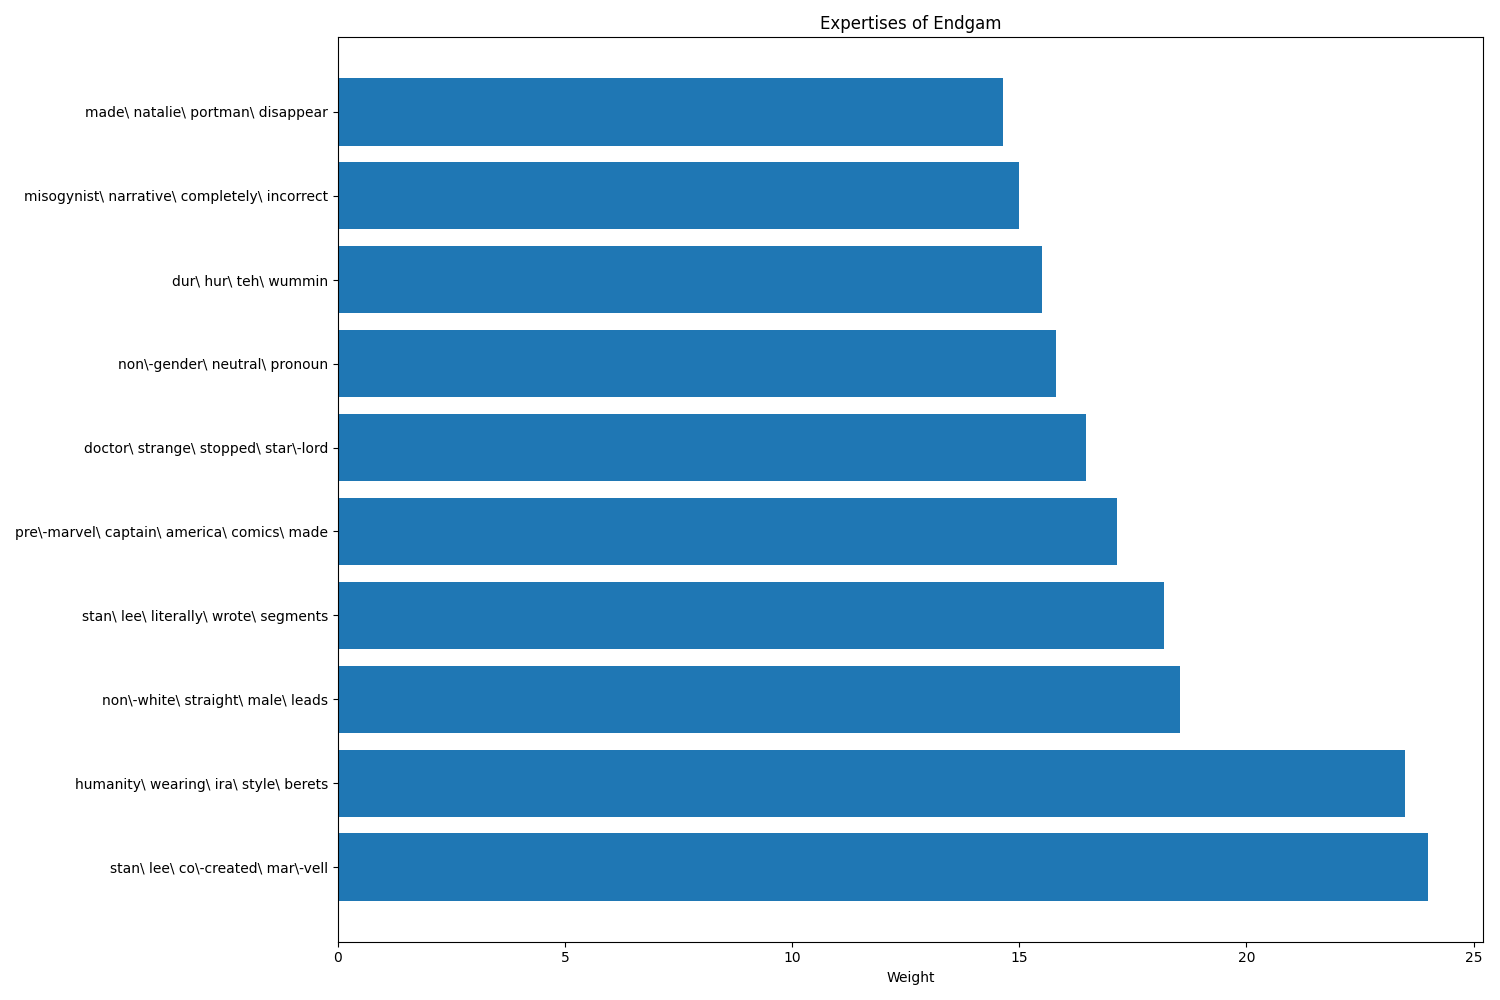 Expertises of Endgam
made\ natalie\ portman\ disappear
misogynist\ narrative\ completely\ incorrect
dur\ hur\ teh\ wummin
non\-gender\ neutral\ pronoun
doctor\ strange\ stopped\ star\-lord
pre\-marvel\ captain\ america\ comics\ made
stan\ lee\ literally\ wrote\ segments
non\-white\ straight\ male\ leads
humanity\ wearing\ ira\ style\ berets
stan\ lee\ co\-created\ mar\-vell
0 5 10 15 20 25
Weight